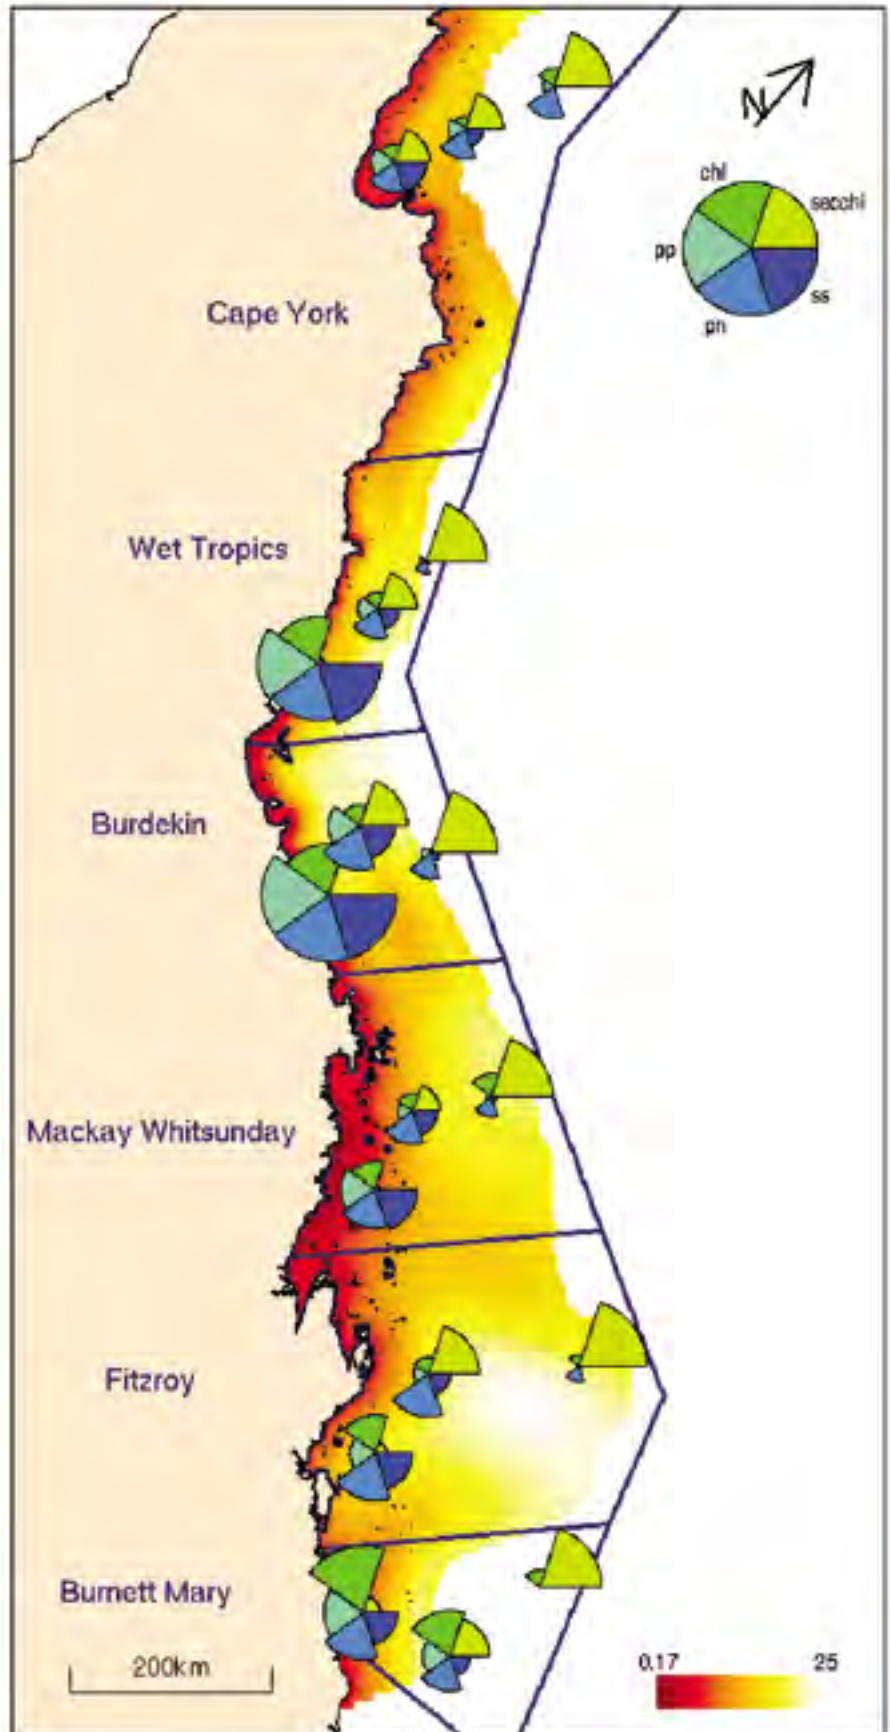 N
chl
secchi
pp
ss
pn
Cape York
Wet Tropics
Burdekin
Mackay Whitsunday
Fitzroy
Burnett Mary
200km
0.17 25